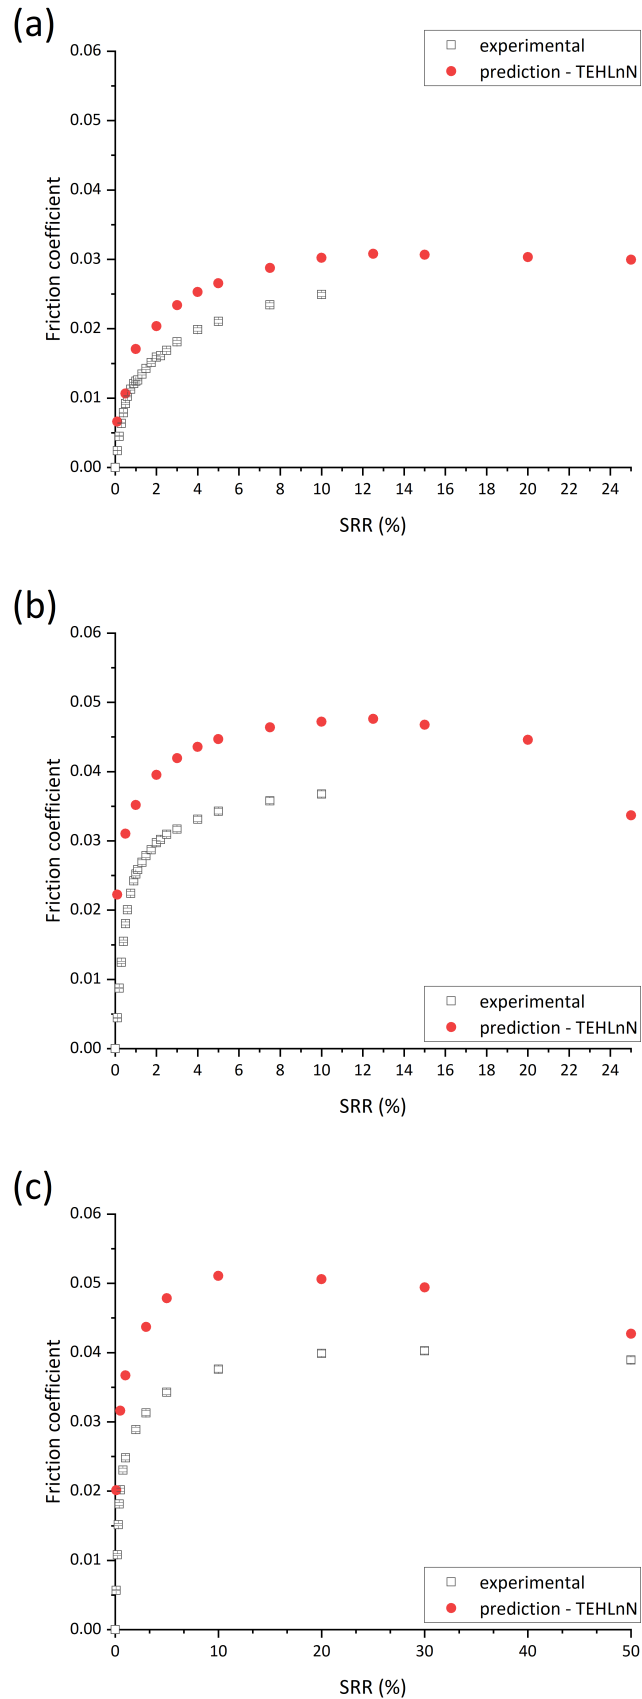 (a)
0.06
experimental
prediction - TEHLnN
0.05
0.04
0.03
0.02
0.01
0.00
Friction coefficient
0 2 4 6 8 10 12 14 16 18 20 22 24
SRR (%)
(b)
0.06
0.05
0.04
0.03
0.02
0.01
0.00
Friction coefficient
experimental
prediction - TEHLnN
0 2 4 6 8 10 12 14 16 18 20 22 24
SRR (%)
(c)
0.06
0.05
0.04
0.03
0.02
0.01
0.00
Friction coefficient
experimental
prediction - TEHLnN
0 10 20 30 40 50
SRR (%)